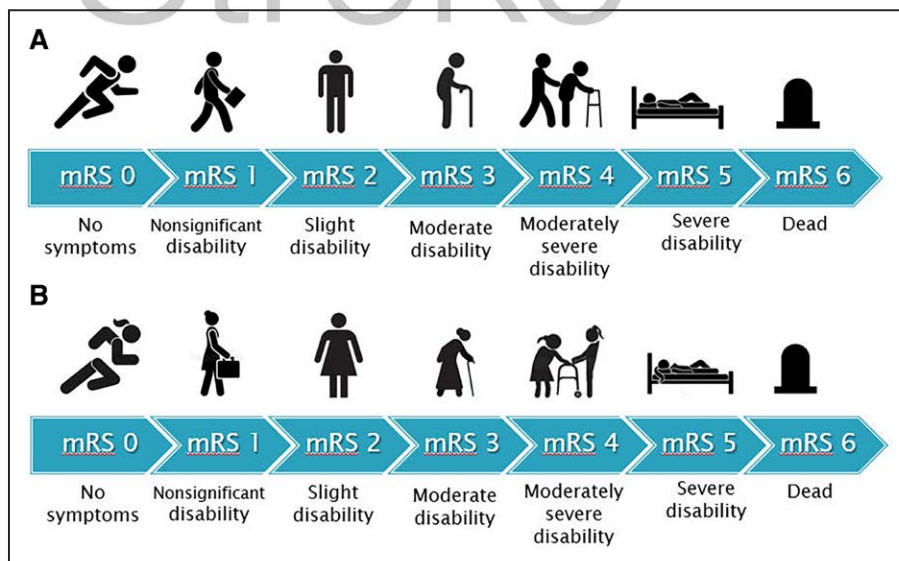 Stroke
A
mRS 0 mRS 1 mRS 2 mRS 3 mRS 4 mRS 5 mRS 6
No symptoms
Nonsignificant disability
Slight disability
Moderate disability
Moderately severe disability
Severe disability
Dead
B
mRS 0 mRS 1 mRS 2 mRS 3 mRS 4 mRS 5 mRS 6
No symptoms
Nonsignificant disability
Slight disability
Moderate disability
Moderately severe disability
Severe disability
Dead